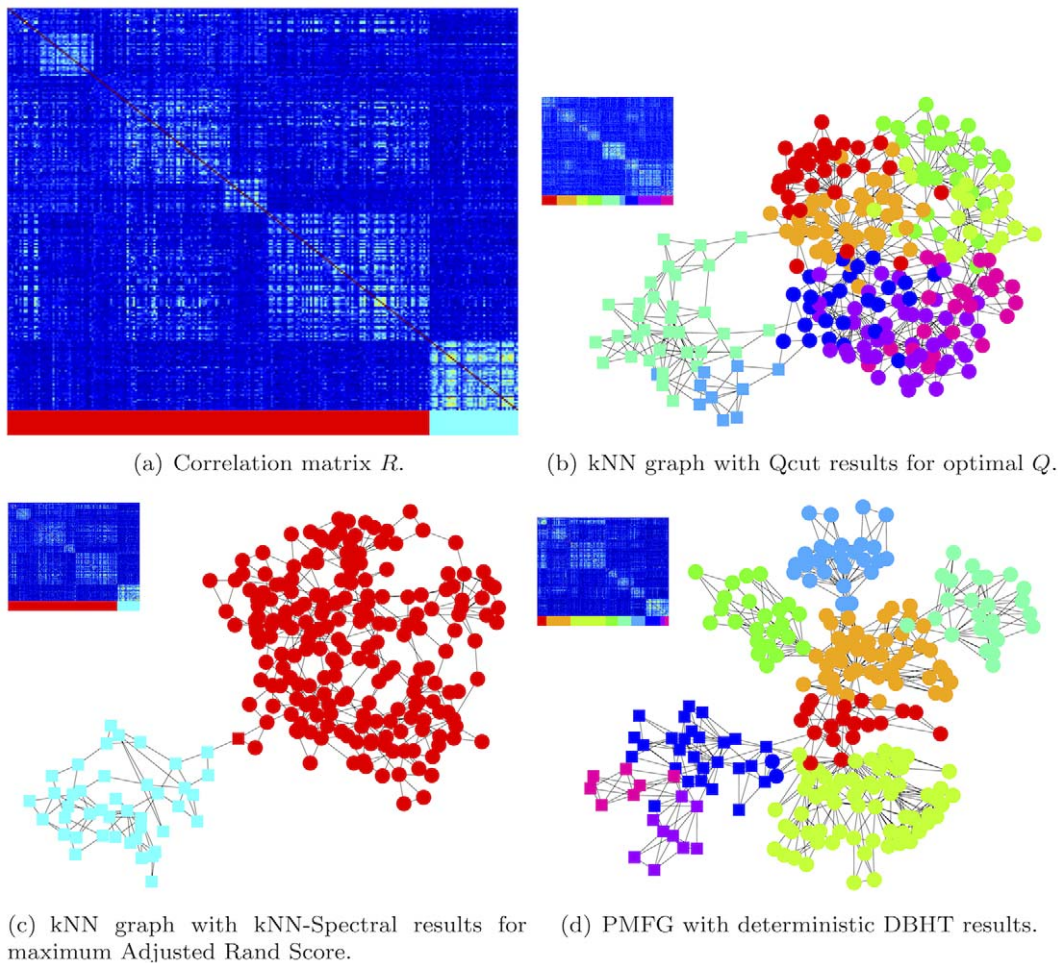 (a) Correlation matrix R.
(b) kNN graph with Qcut results for optimal Q.
(c) kNN graph with kNN-Spectral results for
maximum Adjusted Rand Score.
(d) PMFG with deterministic DBHT results.